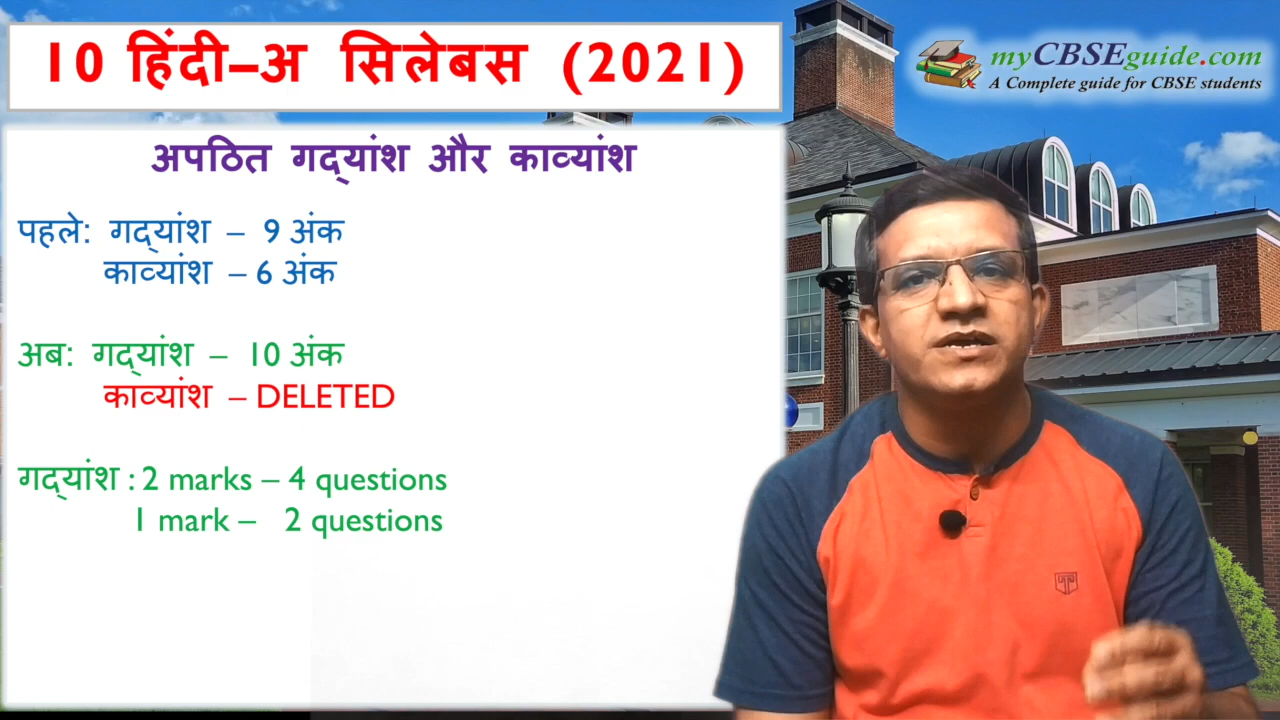 10 हिंदी–अ सिलेबस (2021)
myCBSEguide.com
A Complete guide for CBSE students
अपठित गद्यांश और काव्यांश
पहले: गद्यांश – 9 अंक
काव्यांश – 6 अंक
अब: गद्यांश – 10 अंक
काव्यांश – DELETED
गद्यांश : 2 marks – 4 questions
1 mark – 2 questions